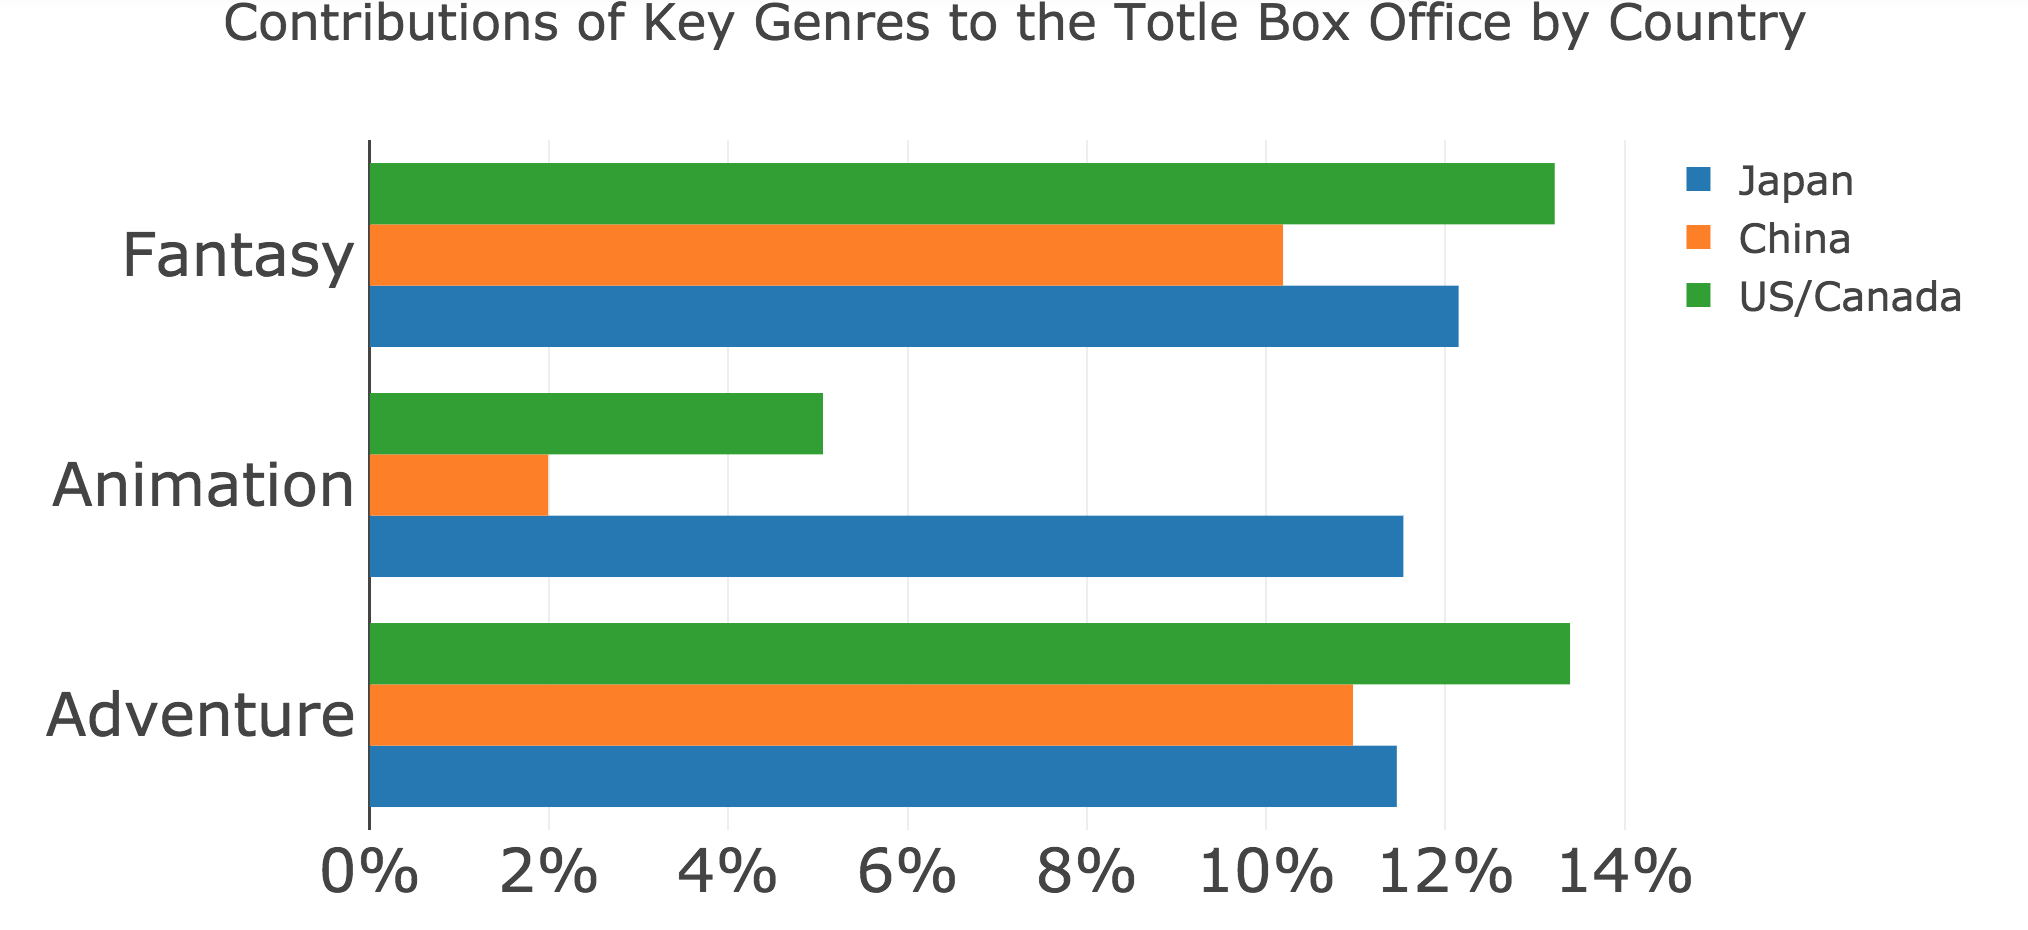 Contributions of Key Genres to the Totle Box Office by Country
Japan
China
US/Canada
Fantasy
Animation
Adventure
0% 2% 4% 6% 8% 10% 12% 14%